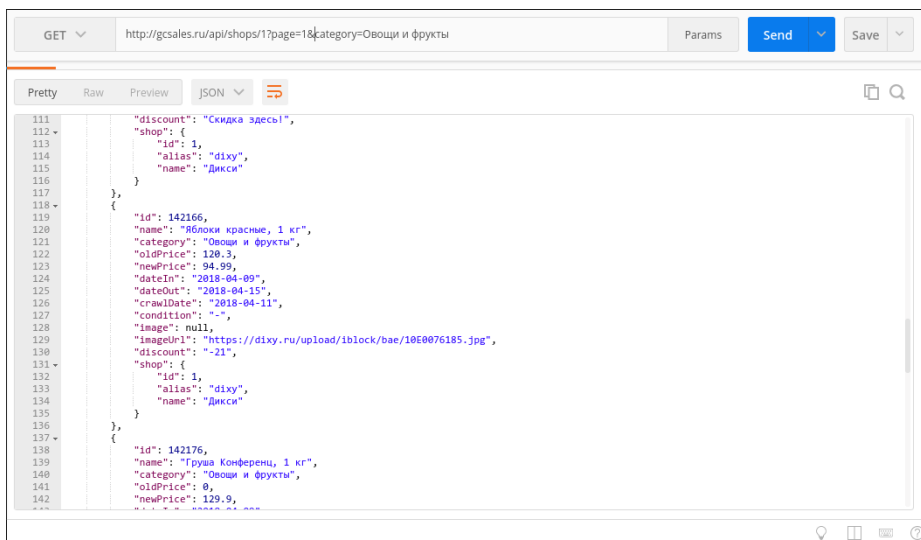 GET http://gcsales.ru/api/shops/1?page=1&category=Овощи и фрукты Params Send Save
Pretty Raw Preview JSON
111 "discount": "Скидка здесь!",
112 "shop": {
113 "id": 1,
114 "alias": "dixy",
115 "name": "Дикси"
116 }
117 },
118 {
119 "id": 142166,
120 "name": "Яблоки красные, 1 кг",
121 "category": "Овощи и фрукты",
122 "oldPrice": 120.3,
123 "newPrice": 94.99,
124 "dateIn": "2018-04-09",
125 "dateOut": "2018-04-15",
126 "crawlDate": "2018-04-11",
127 "condition": "-",
128 "image": null,
129 "imageUrl": "https://dixy.ru/upload/iblock/bae/10E0076185.jpg",
130 "discount": "-21",
131 "shop": {
132 "id": 1,
133 "alias": "dixy",
134 "name": "Дикси"
135 }
136 },
137 {
138 "id": 142176,
139 "name": "Груша Конференц, 1 кг",
140 "category": "Овощи и фрукты",
141 "oldPrice": 0,
142 "newPrice": 129.9,